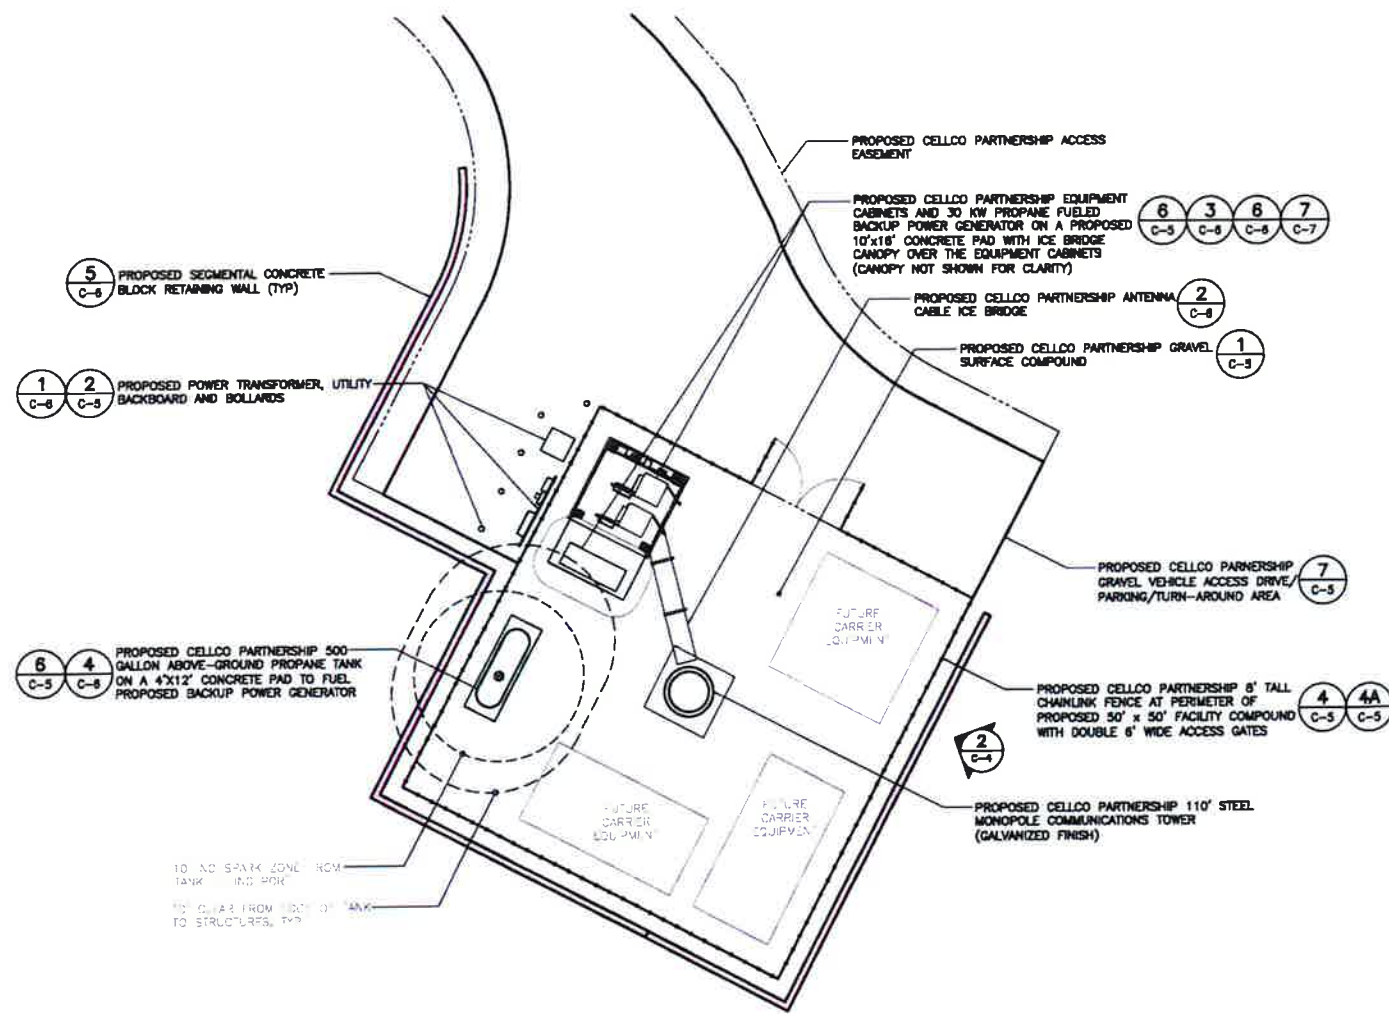 PROPOSED CELLCO PARTNERSHIP ACCESS
EASEMENT
PROPOSED CELLCO PARTNERSHIP EQUIPMENT
CABINETS AND 30 KW PROPANE FUELED
BACKUP POWER GENERATOR ON A PROPOSED
10'x16' CONCRETE PAD WITH ICE BRIDGE
CANOPY OVER THE EQUIPMENT CABINETS
(CANOPY NOT SHOWN FOR CLARITY)
6 3 6 7
C-5 C-6 C-6 C-7
5
C-6
PROPOSED SEGMENTAL CONCRETE
BLOCK RETAINING WALL (TYP)
PROPOSED CELLCO PARTNERSHIP ANTENNA
CABLE ICE BRIDGE
2
C-6
PROPOSED CELLCO PARTNERSHIP GRAVEL
SURFACE COMPOUND
1
C-5
1 2
C-6 C-5
PROPOSED POWER TRANSFORMER, UTILITY
BACKBOARD AND BOLLARDS
PROPOSED CELLCO PARNERSHIP
GRAVEL VEHICLE ACCESS DRIVE/
PARKING/TURN-AROUND AREA
7
C-5
FUTURE
CARRIER
EQUIPMENT
6 4
C-5 C-6
PROPOSED CELLCO PARTNERSHIP 500
GALLON ABOVE-GROUND PROPANE TANK
ON A 4'X12' CONCRETE PAD TO FUEL
PROPOSED BACKUP POWER GENERATOR
PROPOSED CELLCO PARTNERSHIP 8' TALL
CHAINLINK FENCE AT PERIMETER OF
PROPOSED 50' x 50' FACILITY COMPOUND
WITH DOUBLE 6' WIDE ACCESS GATES
4 4A
C-5 C-5
2
C-4
FUTURE
CARRIER
EQUIPMENT
FUTURE
CARRIER
EQUIPMENT
PROPOSED CELLCO PARTNERSHIP 110' STEEL
MONOPOLE COMMUNICATIONS TOWER
(GALVANIZED FINISH)
NO SPARK ZONE
TANK
CLEAR FROM TANK
TO STRUCTURES, TYP